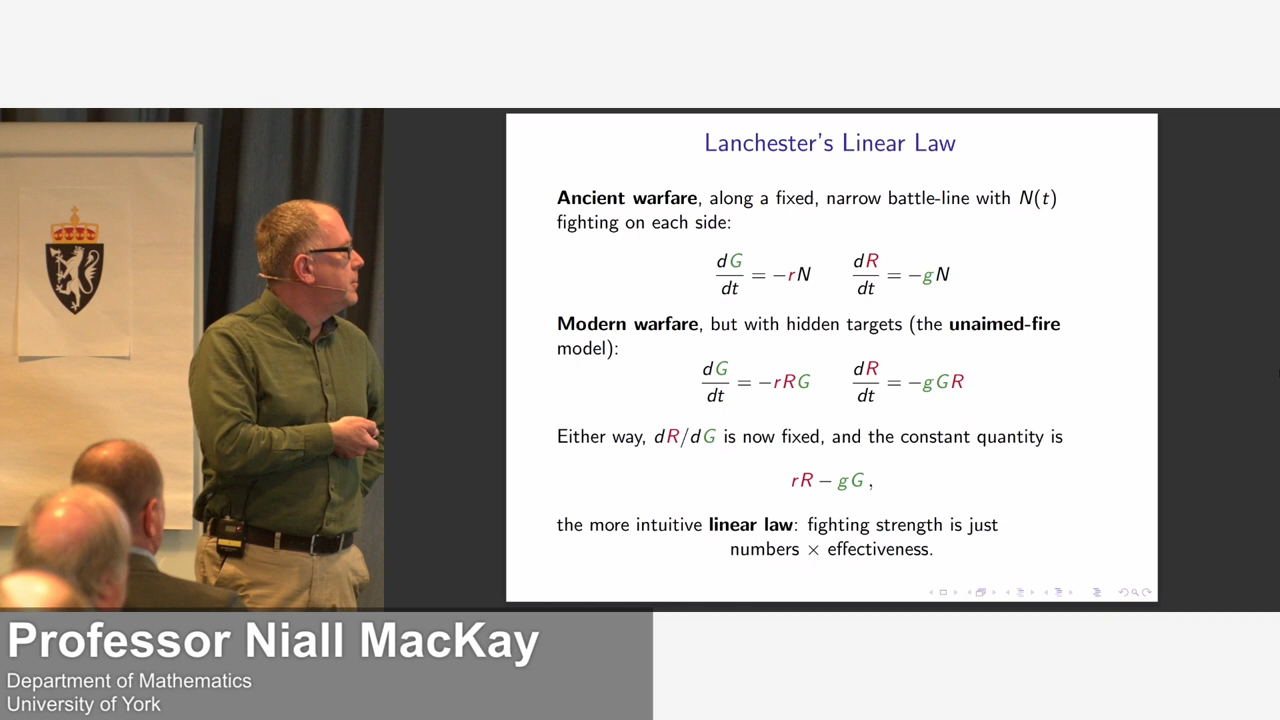 Lanchester's Linear Law
Ancient warfare, along a fixed, narrow battle-line with N(t)
fighting on each side:
dG/dt = −rN dR/dt = −gN
Modern warfare, but with hidden targets (the unaimed-fire
model):
dG/dt = −rRG dR/dt = −gGR
Either way, dR/dG is now fixed, and the constant quantity is
rR − gG ,
the more intuitive linear law: fighting strength is just
numbers × effectiveness.
Professor Niall MacKay
Department of Mathematics
University of York